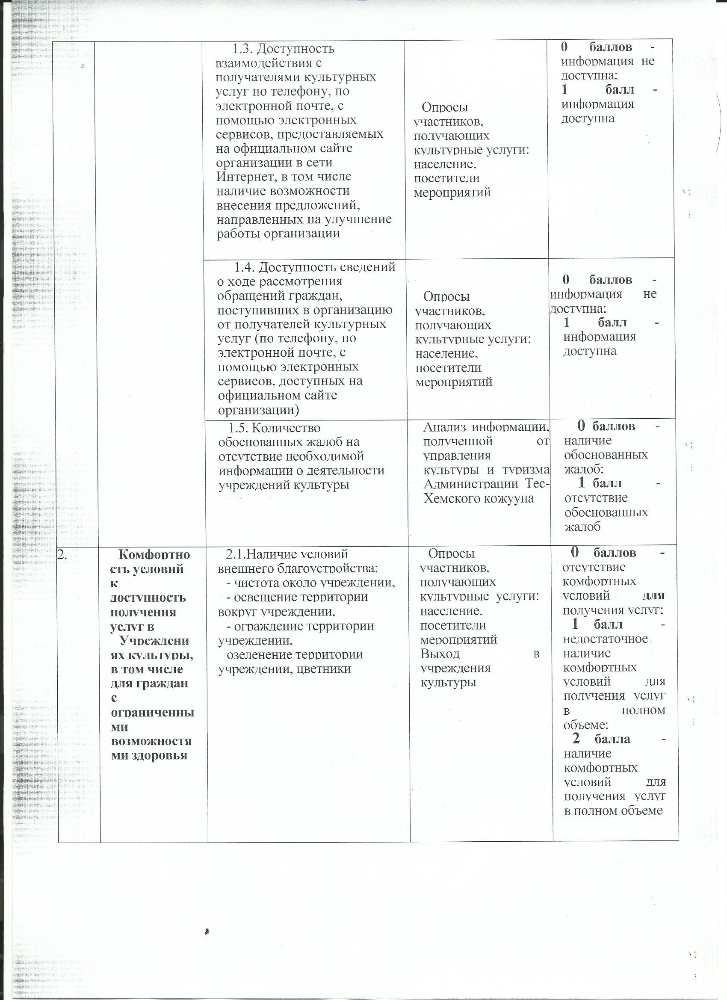 1.3. Доступность
взаимодействия с
получателями культурных
услуг по телефону, по
электронной почте, с
помощью электронных
сервисов, предоставляемых
на официальном сайте
организации в сети
Интернет, в том числе
наличие возможности
внесения предложений,
направленных на улучшение
работы организации
Опросы
участников,
получающих
культурные услуги:
население,
посетители
мероприятий
0 баллов -
информация не
доступна;
1 балл -
информация
доступна
1.4. Доступность сведений
о ходе рассмотрения
обращений граждан,
поступивших в организацию
от получателей культурных
услуг (по телефону, по
электронной почте, с
помощью электронных
сервисов, доступных на
официальном сайте
организации)
Опросы
участников,
получающих
культурные услуги:
население,
посетители
мероприятий
0 баллов -
информация не
доступна;
1 балл -
информация
доступна
1.5. Количество
обоснованных жалоб на
отсутствие необходимой
информации о деятельности
учреждений культуры
Анализ информации,
полученной от
управления
культуры и туризма
Администрации Тес-
Хемского кожууна
0 баллов -
наличие
обоснованных
жалоб;
1 балл -
отсутствие
обоснованных
жалоб
2.
Комфортно
сть условий
к
доступность
получения
услуг в
Учреждени
ях культуры,
в том числе
для граждан
с
ограниченны
ми
возможностя
ми здоровья
2.1.Наличие условий
внешнего благоустройства:
- чистота около учреждении,
- освещение территории
вокруг учреждении,
- ограждение территории
учреждении,
озеленение территории
учреждении, цветники
Опросы
участников,
получающих
культурные услуги:
население,
посетители
мероприятий
Выход в
учреждения
культуры
0 баллов -
отсутствие
комфортных
условий для
получения услуг;
1 балл -
недостаточное
наличие
комфортных
условий для
получения услуг
в полном
объеме;
2 балла -
наличие
комфортных
условий для
получения услуг
в полном объеме